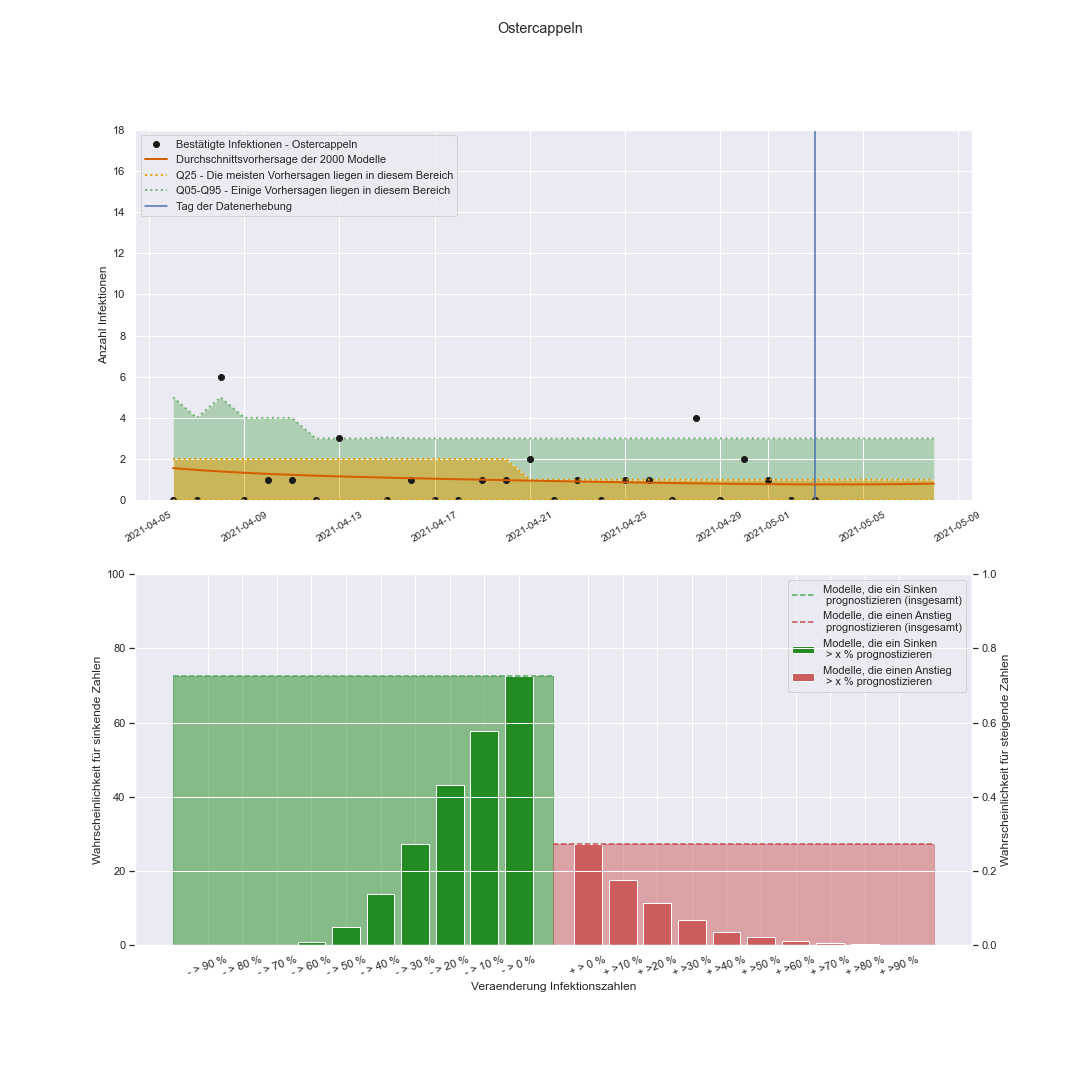 Ostercappeln
18
16
14
12
10
8
6
4
2
0
Anzahl Infektionen
Bestätigte Infektionen - Ostercappeln
Durchschnittsvorhersage der 2000 Modelle
Q25 - Die meisten Vorhersagen liegen in diesem Bereich
Q05-Q95 - Einige Vorhersagen liegen in diesem Bereich
Tag der Datenerhebung
2021-04-05
2021-04-09
2021-04-13
2021-04-17
2021-04-21
2021-04-25
2021-04-29
2021-05-01
2021-05-05
2021-05-09
100
80
60
40
20
0
Wahrscheinlichkeit für sinkende Zahlen
Modelle, die ein Sinken
prognostizieren (insgesamt)
Modelle, die einen Anstieg
prognostizieren (insgesamt)
Modelle, die ein Sinken
> x % prognostizieren
Modelle, die einen Anstieg
> x % prognostizieren
1.0
0.8
0.6
0.4
0.2
0.0
Wahrscheinlichkeit für steigende Zahlen
- > 90 %
- > 80 %
- > 70 %
- > 60 %
- > 50 %
- > 40 %
- > 30 %
- > 20 %
- > 10 %
- > 0 %
+ > 0 %
+ >10 %
+ >20 %
+ >30 %
+ >40 %
+ >50 %
+ >60 %
+ >70 %
+ >80 %
+ >90 %
Veraenderung Infektionszahlen